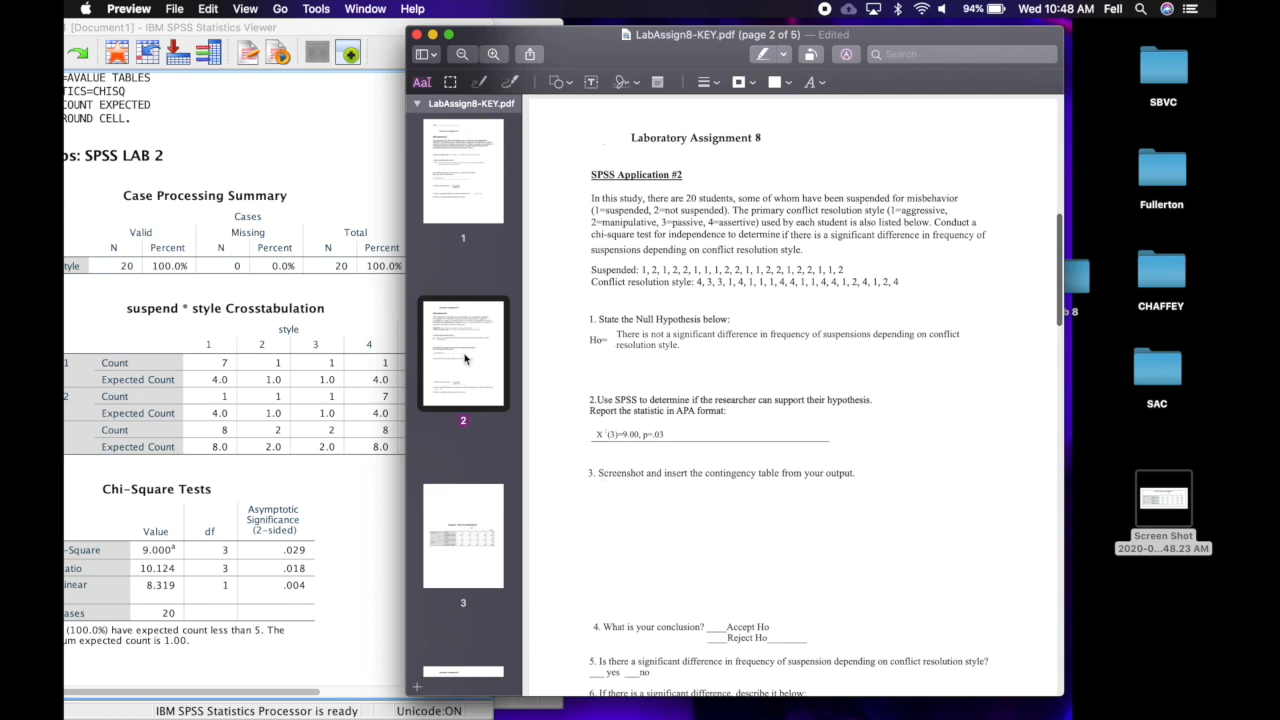 Preview File Edit View Go Tools Window Help
94% Wed 10:48 AM Fell
[Document1] - IBM SPSS Statistics Viewer
=AVALUE TABLES
TICS=CHISQ
COUNT EXPECTED
ROUND CELL.
ps: SPSS LAB 2
Case Processing Summary
Cases
Valid Missing Total
N Percent N Percent N Percent
tyle 20 100.0% 0 0.0% 20 100.0%
suspend * style Crosstabulation
style
1 2 3 4
1 Count 7 1 1 1
Expected Count 4.0 1.0 1.0 4.0
2 Count 1 1 1 7
Expected Count 4.0 1.0 1.0 4.0
Count 8 2 2 8
Expected Count 8.0 2.0 2.0 8.0
Chi-Square Tests
Value df Asymptotic Significance (2-sided)
-Square 9.000a 3 .029
atio 10.124 3 .018
inear 8.319 1 .004
ases 20
(100.0%) have expected count less than 5. The
um expected count is 1.00.
IBM SPSS Statistics Processor is ready Unicode:ON
LabAssign8-KEY.pdf (page 2 of 5) — Edited
Search
LabAssign8-KEY.pdf
1
2
3
Laboratory Assignment 8
SPSS Application #2
In this study, there are 20 students, some of whom have been suspended for misbehavior
(1=suspended, 2=not suspended). The primary conflict resolution style (1=aggressive,
2=manipulative, 3=passive, 4=assertive) used by each student is also listed below. Conduct a
chi-square test for independence to determine if there is a significant difference in frequency of
suspensions depending on conflict resolution style.
Suspended: 1, 2, 1, 2, 2, 1, 1, 1, 2, 2, 1, 1, 2, 2, 1, 2, 2, 1, 1, 2
Conflict resolution style: 4, 3, 3, 1, 4, 1, 1, 1, 4, 4, 1, 1, 4, 4, 1, 2, 4, 1, 2, 4
1. State the Null Hypothesis below:
Ho= There is not a significant difference in frequency of suspensions depending on conflict
resolution style.
2.Use SPSS to determine if the researcher can support their hypothesis.
Report the statistic in APA format:
X 2(3)=9.00, p=.03
3. Screenshot and insert the contingency table from your output.
4. What is your conclusion? ____Accept Ho
____Reject Ho________
5. Is there a significant difference in frequency of suspension depending on conflict resolution style?
___ yes ___no
6. If there is a significant difference, describe it below:
SBVC
Fullerton
CHAFFEY
b 8
SAC
Screen Shot
2020-0...48.23 AM